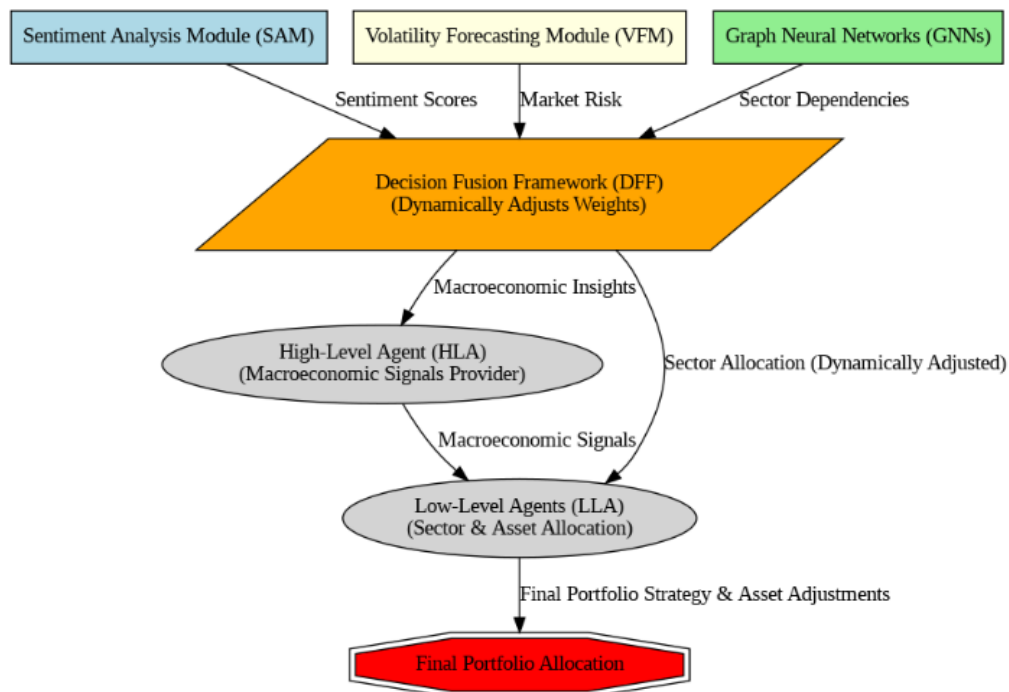 Sentiment Analysis Module (SAM)
Volatility Forecasting Module (VFM)
Graph Neural Networks (GNNs)
Sentiment Scores
Market Risk
Sector Dependencies
Decision Fusion Framework (DFF)
(Dynamically Adjusts Weights)
Macroeconomic Insights
High-Level Agent (HLA)
(Macroeconomic Signals Provider)
Sector Allocation (Dynamically Adjusted)
Macroeconomic Signals
Low-Level Agents (LLA)
(Sector & Asset Allocation)
Final Portfolio Strategy & Asset Adjustments
Final Portfolio Allocation